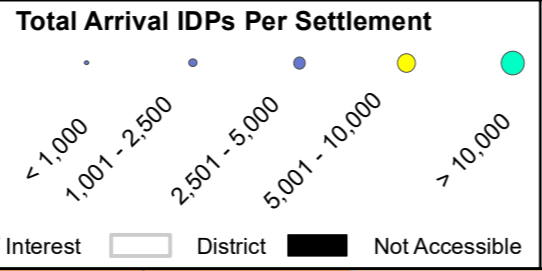 Total Arrival IDPs Per Settlement
< 1,000
1,001 - 2,500
2,501 - 5,000
5,001 - 10,000
> 10,000
Interest District Not Accessible